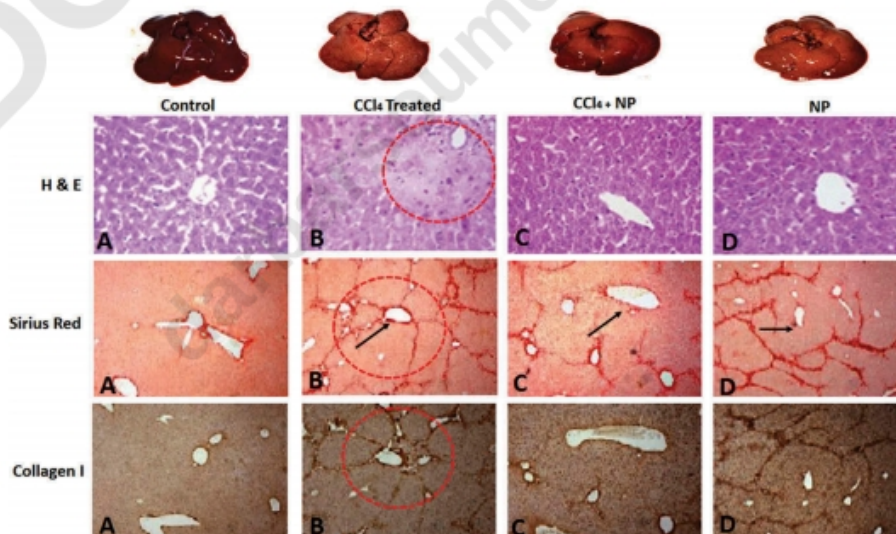 Control CCl₄ Treated CCl₄ + NP NP
H & E
A B C D
Sirius Red
A B C D
Collagen I
A B C D